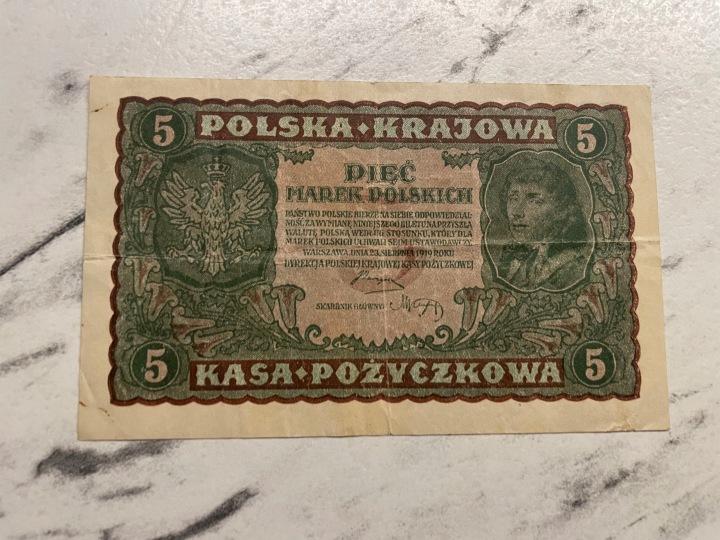 5 POLSKA KRAJOWA 5
PIĘĆ
MAREK POLSKICH
PAŃSTWO POLSKIE BIERZE NA SIEBIE ODPOWIEDZIAL-
NOŚĆ ZA WYMIANĘ NINIEJSZEGO BILETU NA PRZYSZŁĄ
WALUTĘ POLSKĄ WEDŁUG STOSUNKU, KTÓRY DLA
MAREK POLSKICH UCHWALI SEJM USTAWODAWCZY.
WARSZAWA DNIA 23 SIERPNIA 1919 ROKU
DYREKCJA POLSKIEJ KRAJOWEJ KASY POŻYCZKOWEJ
SKARBNIK GŁÓWNY
5 KASA POŻYCZKOWA 5